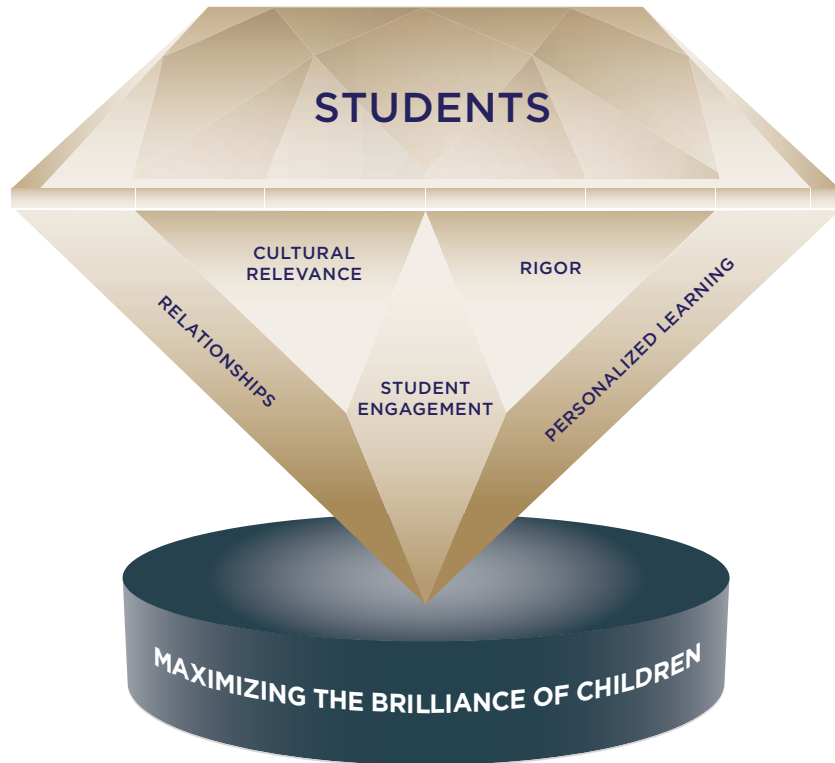 STUDENTS
CULTURAL
RELEVANCE
RIGOR
RELATIONSHIPS
PERSONALIZED LEARNING
STUDENT
ENGAGEMENT
MAXIMIZING THE BRILLIANCE OF CHILDREN